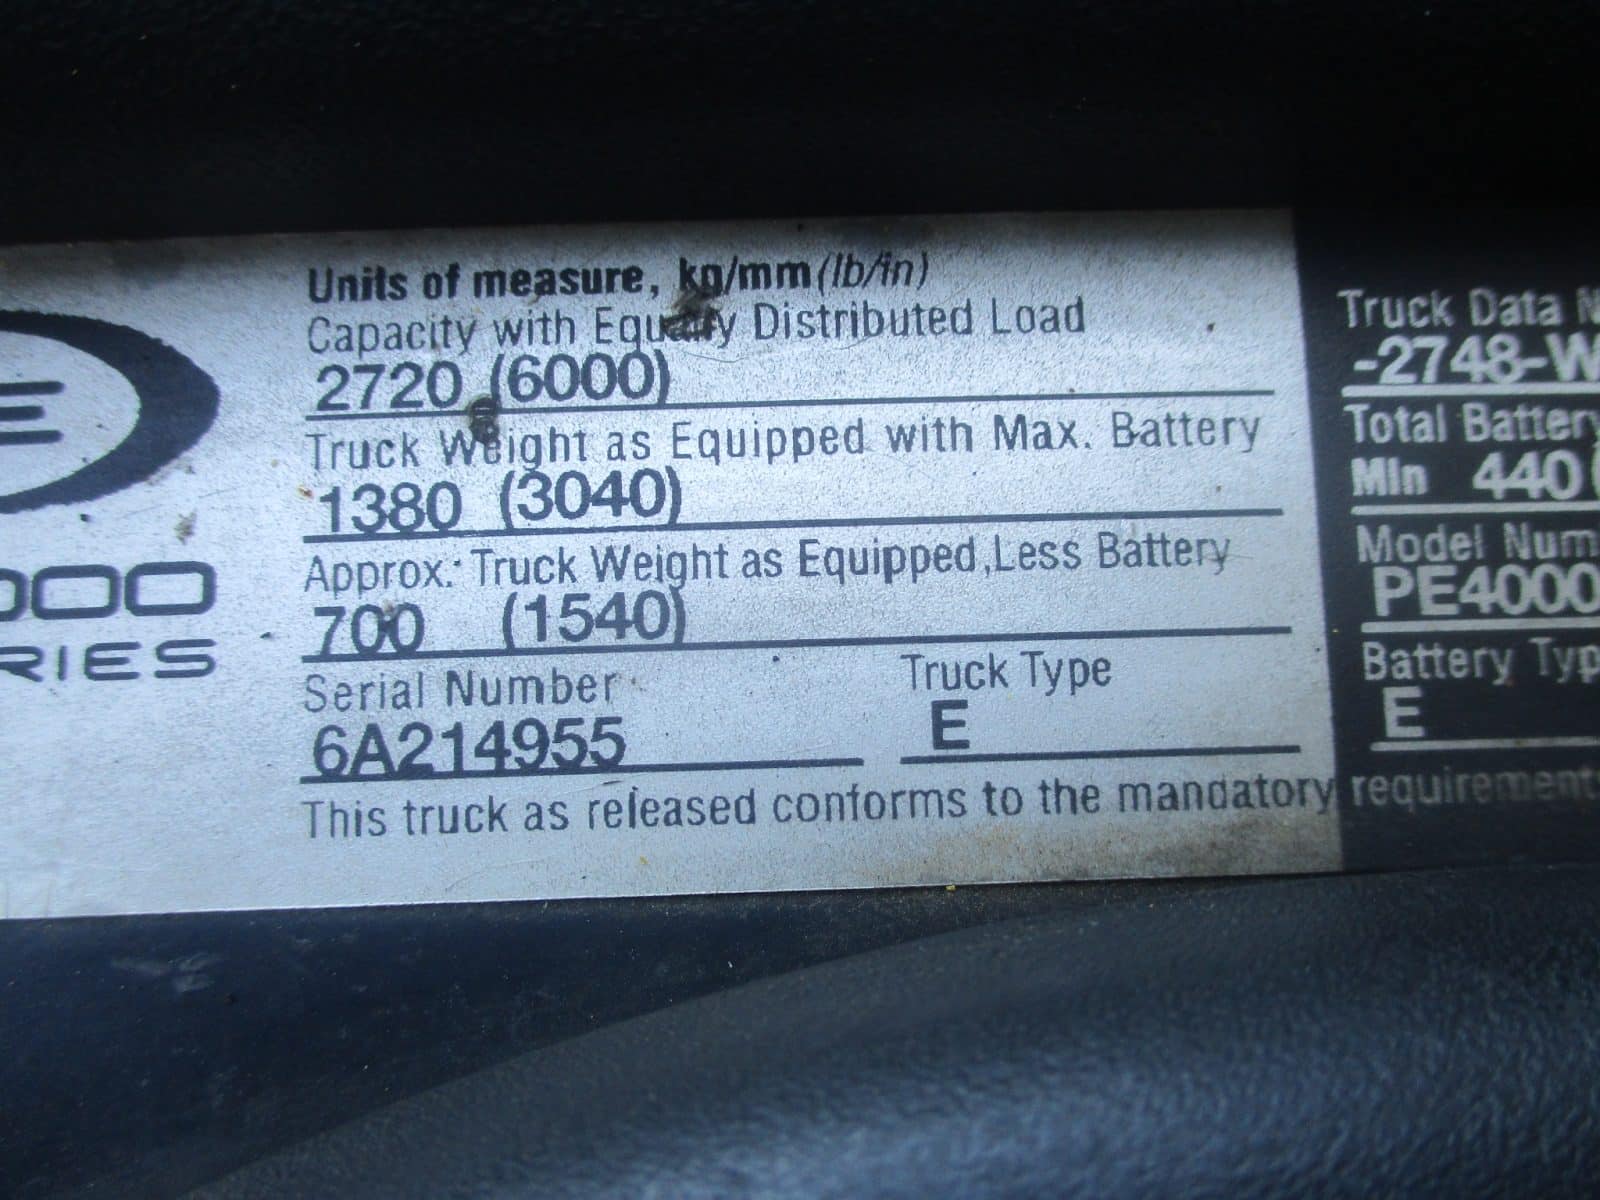 E
000
RIES
Units of measure, kg/mm (lb/in)
Capacity with Equally Distributed Load
2720 (6000)
Truck Weight as Equipped with Max. Battery
1380 (3040)
Approx. Truck Weight as Equipped, Less Battery
700 (1540)
Serial Number
6A214955
Truck Type
E
This truck as released conforms to the mandatory requirement
Truck Data N
-2748-W
Total Battery
Min 440 (
Model Num
PE4000
Battery Typ
E